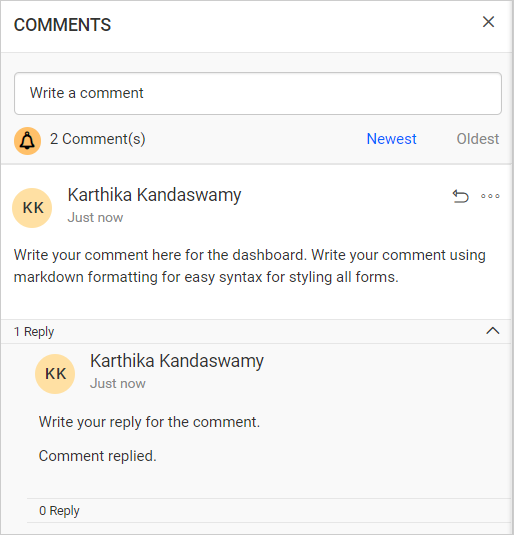 COMMENTS
Write a comment
2 Comment(s)
Newest
Oldest
KK
Karthika Kandaswamy
Just now
Write your comment here for the dashboard. Write your comment using
markdown formatting for easy syntax for styling all forms.
1 Reply
KK
Karthika Kandaswamy
Just now
Write your reply for the comment.
Comment replied.
0 Reply